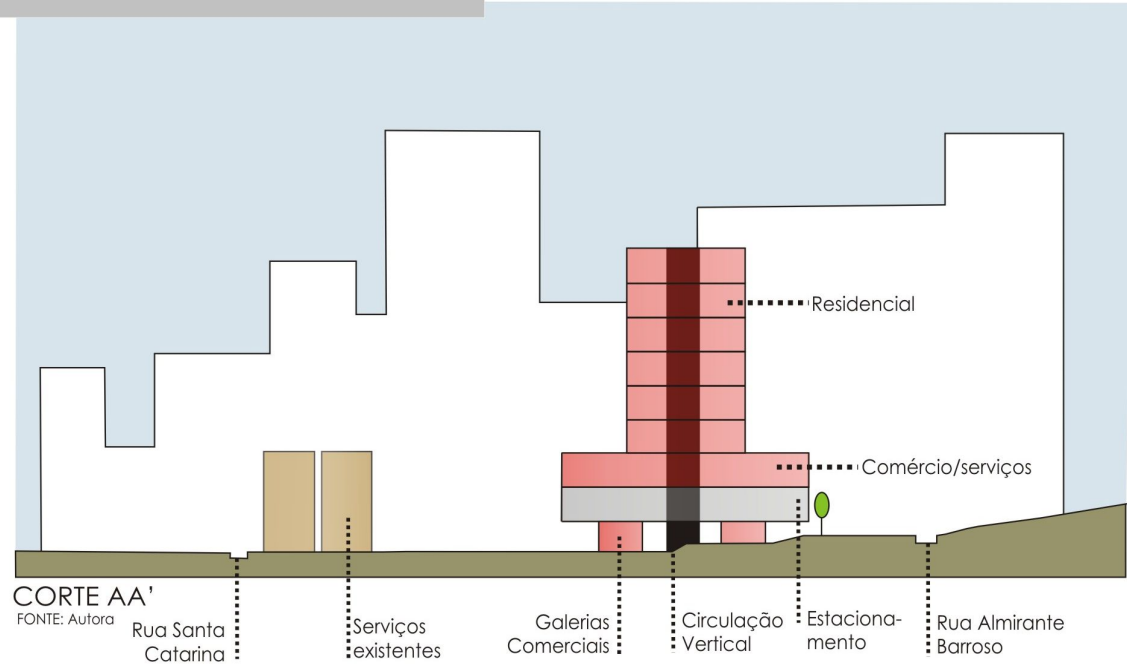 Residencial
Comércio/serviços
CORTE AA'
FONTE: Autora
Rua Santa
Catarina
Serviços
existentes
Galerias
Comerciais
Circulação
Vertical
Estaciona-
mento
Rua Almirante
Barroso